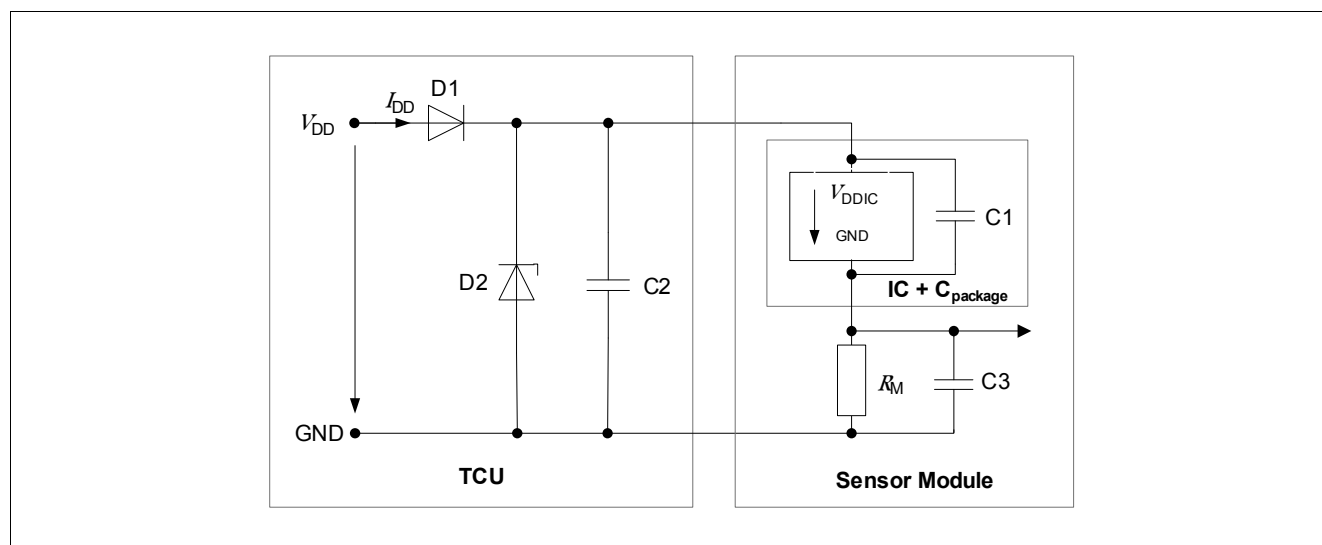 D1
I_DD
V_DD
V_DDIC
C1
GND
D2
C2
IC + C_package
R_M
C3
GND
TCU
Sensor Module